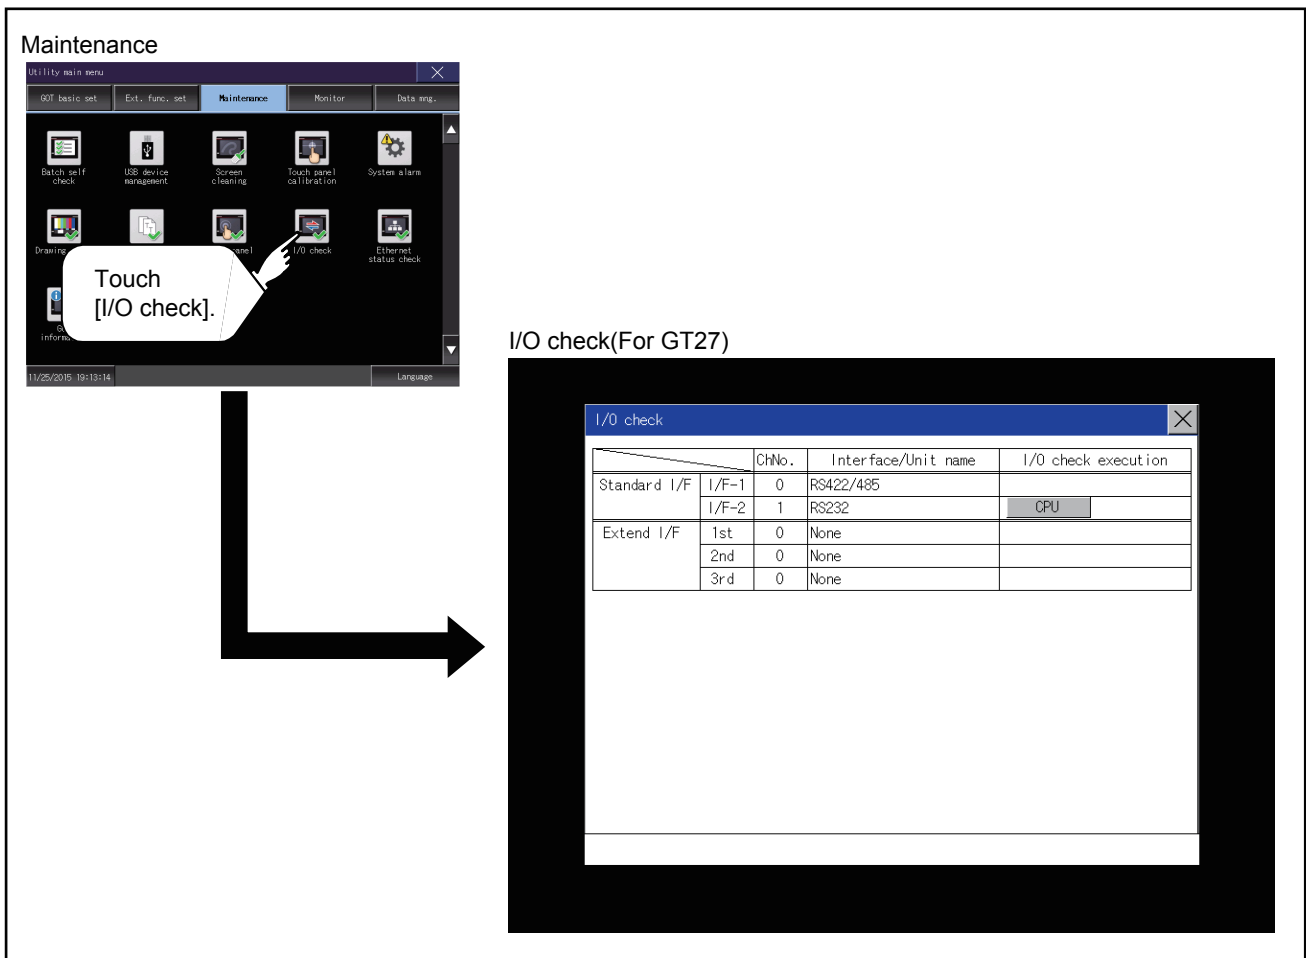 Maintenance
Utility main menu
GOT basic set Ext. func. set Maintenance Monitor Data mng.
Batch self check
USB device management
Screen cleaning
Touch panel calibration
System alarm
Drawing
I/O check
Ethernet status check
Touch
[I/O check].
11/25/2015 19:13:14 Language
I/O check(For GT27)
I/O check
ChNo. Interface/Unit name I/O check execution
Standard I/F I/F-1 0 RS422/485
I/F-2 1 RS232 CPU
Extend I/F 1st 0 None
2nd 0 None
3rd 0 None